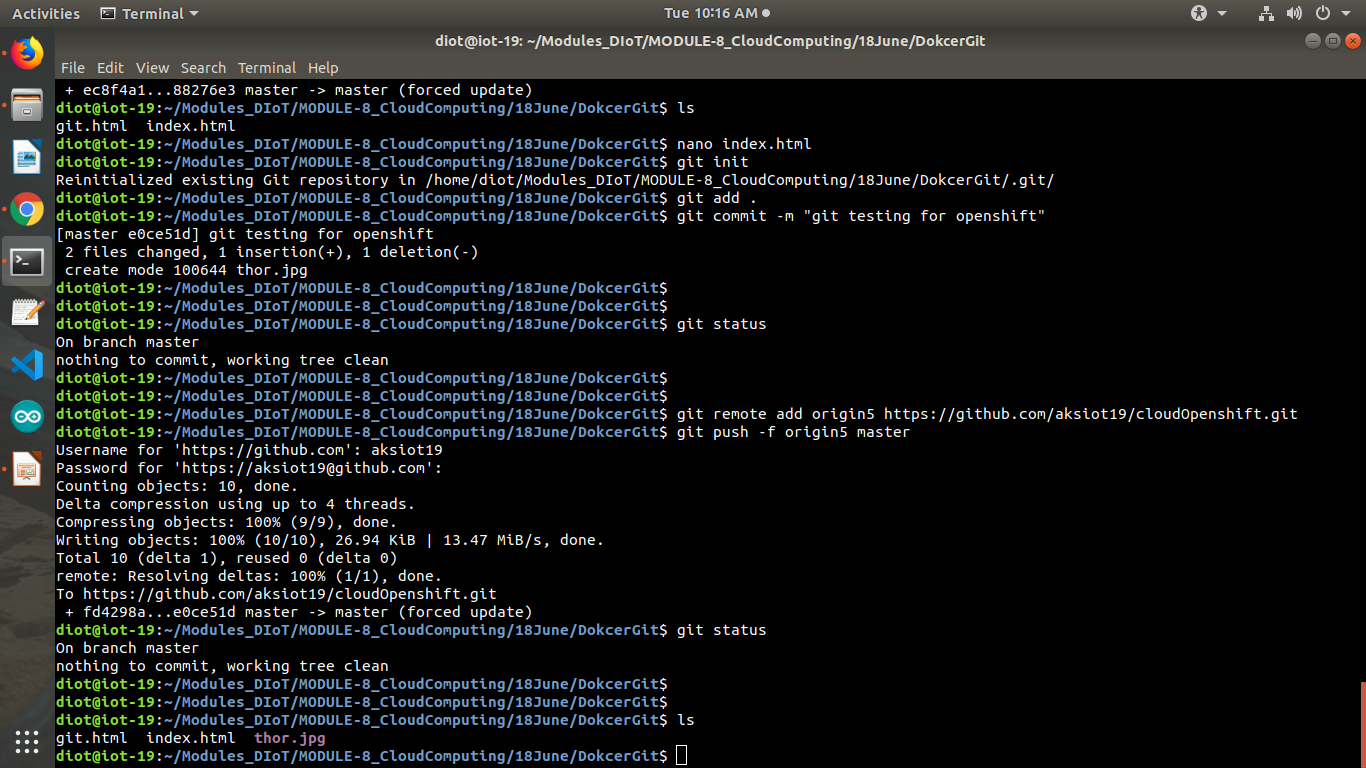 Activities Terminal Tue 10:16 AM
diot@iot-19: ~/Modules_DIoT/MODULE-8_CloudComputing/18June/DokcerGit
File Edit View Search Terminal Help
 + ec8f4a1...88276e3 master -> master (forced update)
diot@iot-19:~/Modules_DIoT/MODULE-8_CloudComputing/18June/DokcerGit$ ls
git.html  index.html
diot@iot-19:~/Modules_DIoT/MODULE-8_CloudComputing/18June/DokcerGit$ nano index.html
diot@iot-19:~/Modules_DIoT/MODULE-8_CloudComputing/18June/DokcerGit$ git init
Reinitialized existing Git repository in /home/diot/Modules_DIoT/MODULE-8_CloudComputing/18June/DokcerGit/.git/
diot@iot-19:~/Modules_DIoT/MODULE-8_CloudComputing/18June/DokcerGit$ git add .
diot@iot-19:~/Modules_DIoT/MODULE-8_CloudComputing/18June/DokcerGit$ git commit -m "git testing for openshift"
[master e0ce51d] git testing for openshift
 2 files changed, 1 insertion(+), 1 deletion(-)
 create mode 100644 thor.jpg
diot@iot-19:~/Modules_DIoT/MODULE-8_CloudComputing/18June/DokcerGit$
diot@iot-19:~/Modules_DIoT/MODULE-8_CloudComputing/18June/DokcerGit$
diot@iot-19:~/Modules_DIoT/MODULE-8_CloudComputing/18June/DokcerGit$ git status
On branch master
nothing to commit, working tree clean
diot@iot-19:~/Modules_DIoT/MODULE-8_CloudComputing/18June/DokcerGit$
diot@iot-19:~/Modules_DIoT/MODULE-8_CloudComputing/18June/DokcerGit$
diot@iot-19:~/Modules_DIoT/MODULE-8_CloudComputing/18June/DokcerGit$ git remote add origin5 https://github.com/aksiot19/cloudOpenshift.git
diot@iot-19:~/Modules_DIoT/MODULE-8_CloudComputing/18June/DokcerGit$ git push -f origin5 master
Username for 'https://github.com': aksiot19
Password for 'https://aksiot19@github.com':
Counting objects: 10, done.
Delta compression using up to 4 threads.
Compressing objects: 100% (9/9), done.
Writing objects: 100% (10/10), 26.94 KiB | 13.47 MiB/s, done.
Total 10 (delta 1), reused 0 (delta 0)
remote: Resolving deltas: 100% (1/1), done.
To https://github.com/aksiot19/cloudOpenshift.git
 + fd4298a...e0ce51d master -> master (forced update)
diot@iot-19:~/Modules_DIoT/MODULE-8_CloudComputing/18June/DokcerGit$ git status
On branch master
nothing to commit, working tree clean
diot@iot-19:~/Modules_DIoT/MODULE-8_CloudComputing/18June/DokcerGit$
diot@iot-19:~/Modules_DIoT/MODULE-8_CloudComputing/18June/DokcerGit$
diot@iot-19:~/Modules_DIoT/MODULE-8_CloudComputing/18June/DokcerGit$ ls
git.html  index.html  thor.jpg
diot@iot-19:~/Modules_DIoT/MODULE-8_CloudComputing/18June/DokcerGit$